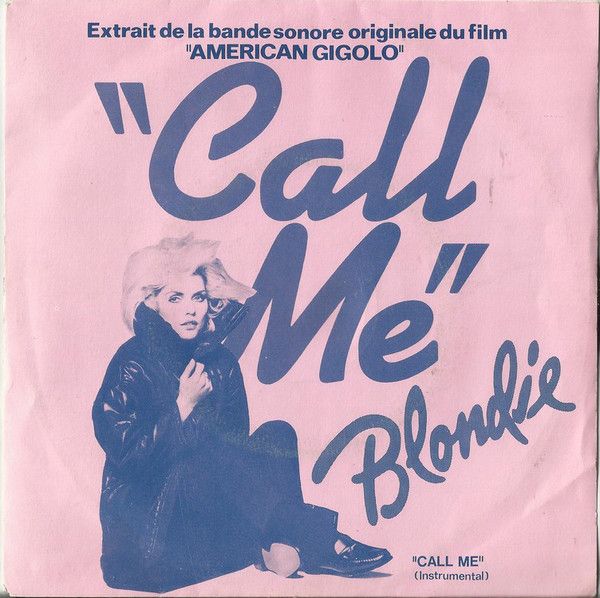 Extrait de la bande sonore originale du film
"AMERICAN GIGOLO"
"Call
Me"
Blondie
"CALL ME"
(Instrumental)